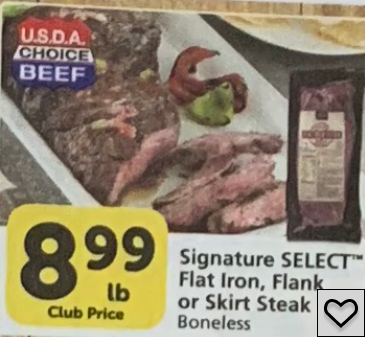 U.S.D.A.
CHOICE
BEEF
8.99
lb
Club Price
Signature SELECT™
Flat Iron, Flank
or Skirt Steak
Boneless